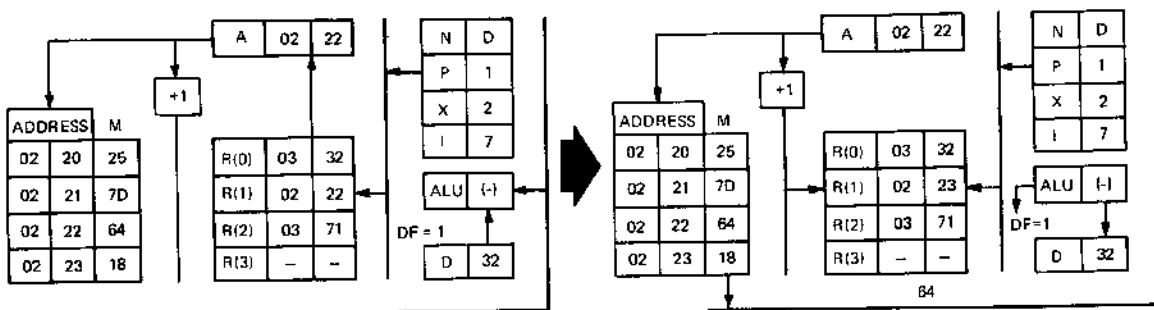 A 02 22
+1
ADDRESS M
02 20 25
02 21 7D
02 22 64
02 23 18
R(0) 03 32
R(1) 02 22
R(2) 03 71
R(3) – –
N D
P 1
X 2
I 7
ALU (-)
DF = 1
D 32
A 02 22
+1
ADDRESS M
02 20 25
02 21 7D
02 22 64
02 23 18
R(0) 03 32
R(1) 02 23
R(2) 03 71
R(3) – –
N D
P 1
X 2
I 7
ALU (-)
DF=1
D 32
64